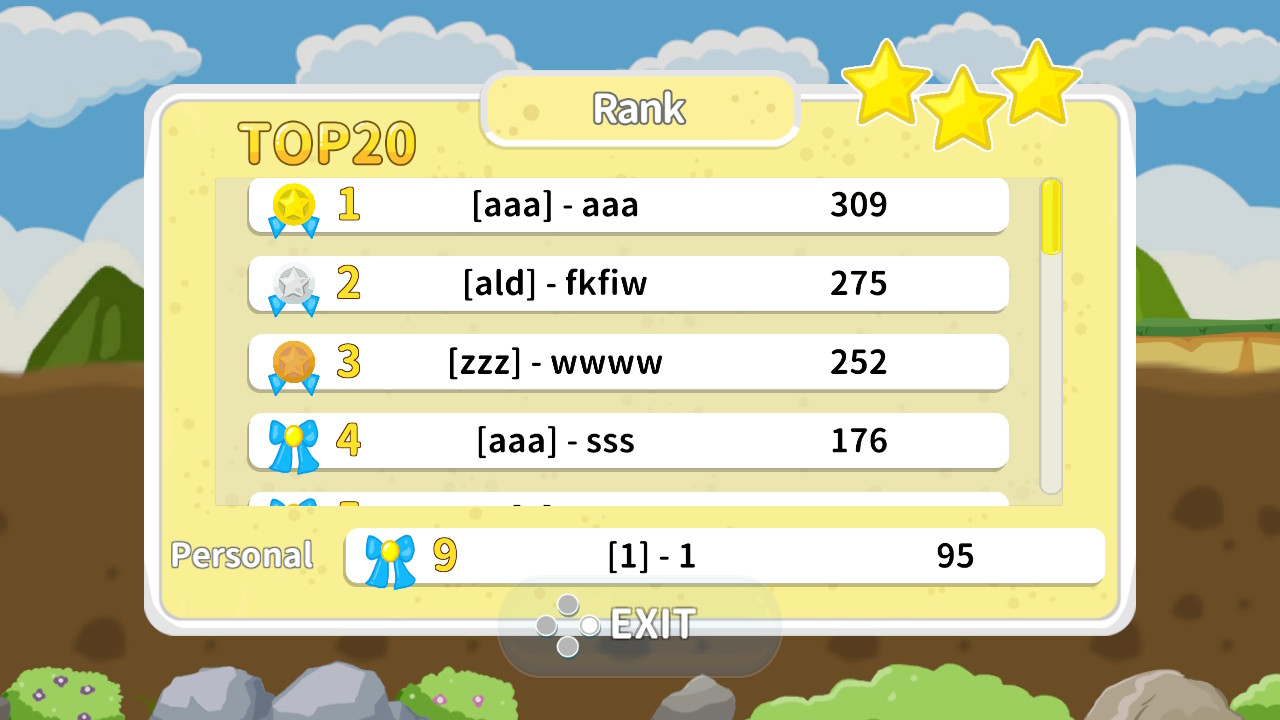 Rank
TOP20
1 [aaa] - aaa 309
2 [ald] - fkfiw 275
3 [zzz] - wwww 252
4 [aaa] - sss 176
Personal 9 [1] - 1 95
EXIT